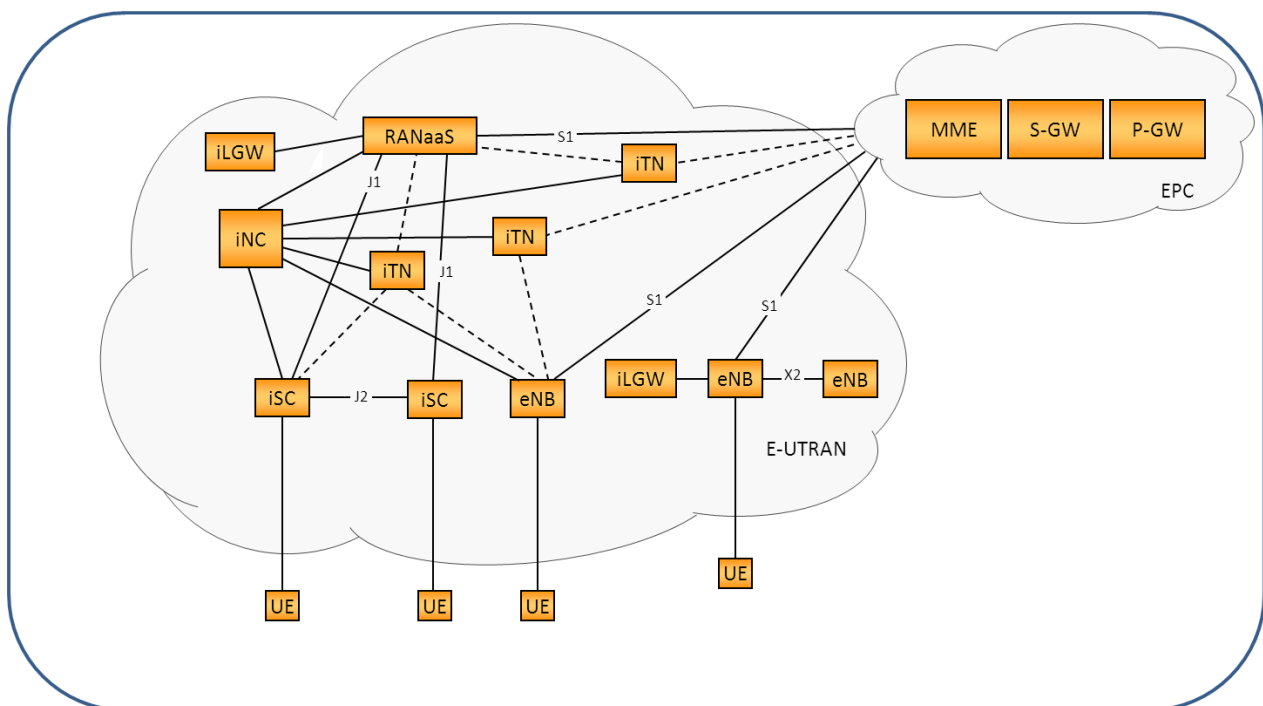 RANaaS
MME
S-GW
P-GW
S1
iLGW
iTN
J1
EPC
iNC
iTN
iTN
J1
S1
S1
iLGW
eNB
X2
eNB
iSC
J2
iSC
eNB
E-UTRAN
UE
UE
UE
UE